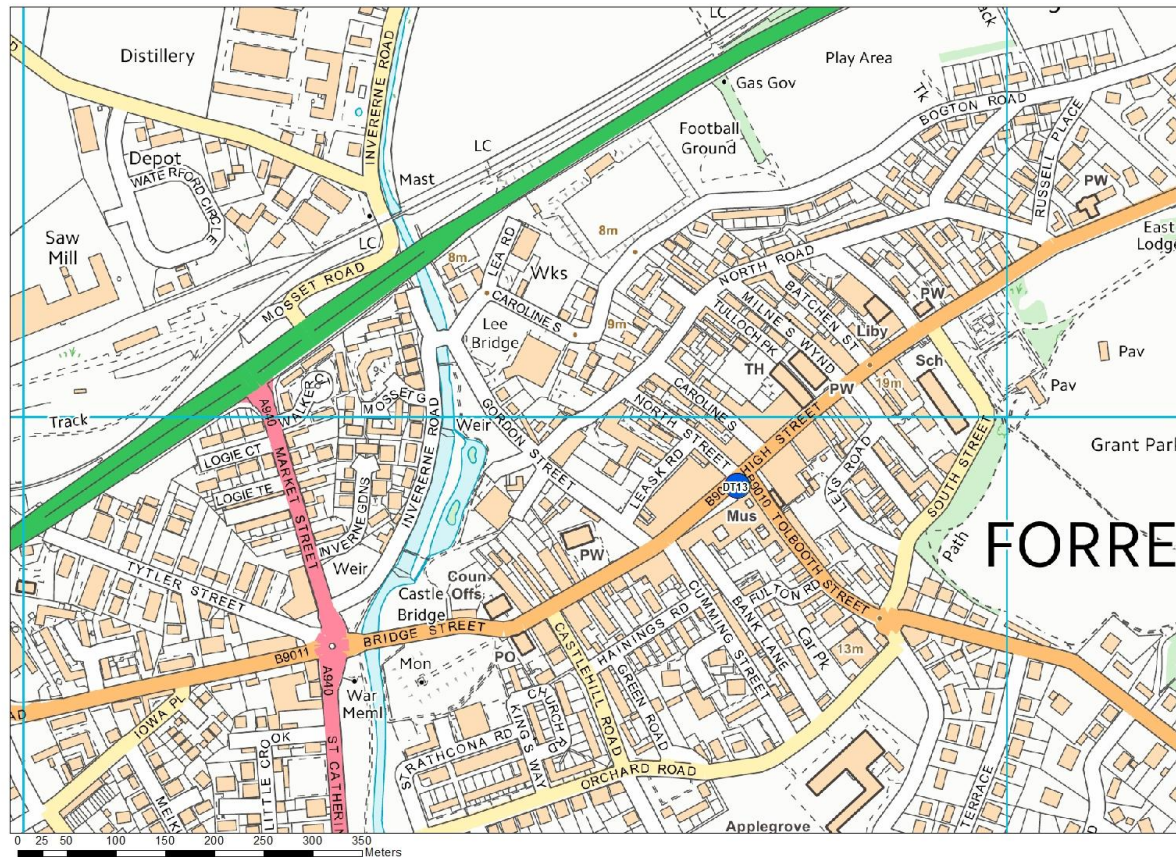 LC
Distillery
INVERERNE ROAD
Play Area
Gas Gov
Tk
BOGTON ROAD
Football
Ground
RUSSELL PLACE
LC
Depot
WATERFORD CIRCLE
Mast
PW
Saw
Mill
LC
8m
8m
LEA RD
East
Lodge
Wks
NORTH ROAD
MOSSET ROAD
CAROLINE S
9m
BATCHEN ST
MILNE S WYND
TULLOCH PK
PW
Liby
Lee
Bridge
Sch
Pav
TH
PW
19m
Pav
Track
A940
WALKER
MOSSET G
Weir
GORDON STREET
CAROLINE S
NORTH STREET
HIGH STREET
Grant Park
LOGIE CT
MARKET STREET
LOGIE TE
INVERNE GDNS
INVERERNE ROAD
LEASK RD
LEYS ROAD
SOUTH STREET
DT13
B9010 TOLBOOTH STREET
Mus
FORRE
Path
Weir
PW
TYTLER STREET
Coun
Offs
Castle
Bridge
FULTON RD
HAINING S RD
CUMMING STREET
BANK LANE
Car Pk
BRIDGE STREET
B9011
PO
CASTLEHILL ROAD
GREEN ROAD
13m
A940
Mon
War
Meml
IOWA PL
CHURCH
KING S WAY
STRATHCONA RD
ORCHARD ROAD
LITTLE CROOK
ST CATHERIN
MEIK
TERRACE
Applegrove
0 25 50 100 150 200 250 300 350
Meters